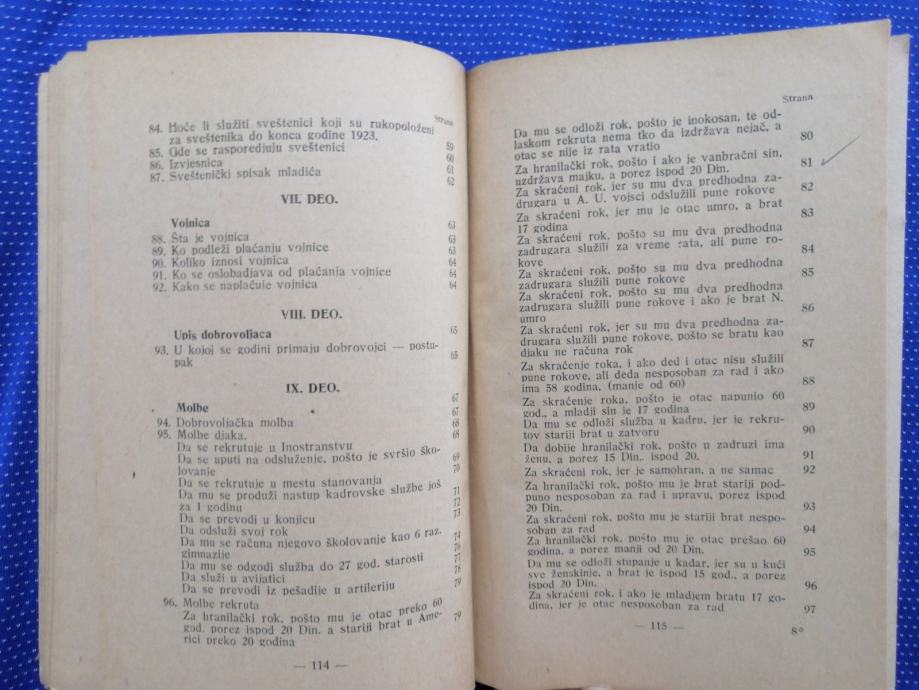 Strana
84. Hoće li služiti sveštenici koji su rukopoloženi
za sveštenika do konca godine 1923. 59
85. Gde se rasporedjuju sveštenici 60
86. Izvjesnica 61
87. Sveštenički spisak mladića 62
VII. DEO.
Vojnica 63
88. Šta je vojnica 63
89. Ko podleži plaćanju vojnice 63
90. Koliko iznosi vojnica 64
91. Ko se oslobadjava od plaćanja vojnice 64
92. Kako se naplaćuje vojnica 64
VIII. DEO.
Upis dobrovoljaca 65
93. U kojoj se godini primaju dobrovojci — postu-
pak 65
IX. DEO.
Molbe 67
94. Dobrovoljačka molba 67
95. Molbe djaka. 68
Da se rekrutuje u Inostranstvu 68
Da se uputi na odsluženje, pošto je svršio ško-
lovanje 69
Da se rekrutuje u mestu stanovanja 70
Da mu se produži nastup kadrovske službe još
za 1 godinu 71
Da se prevodi u konjicu 72
Da odsluži svoj rok 73
Da mu se računa njegovo školovanje kao 6 raz.
gimnazije 74
Da mu se odgodi služba do 27 god. starosti 76
Da služi u avijatici 77
Da se prevodi iz pešadije u artileriju 78
96. Molbe rekruta 79
Za hranilački rok, pošto mu je otac preko 60
god. porez ispod 20 Din. a stariji brat u Ame-
rici preko 20 godina 79
— 114 —
Strana
Da mu se odloži rok, pošto je inokosan, te od-
laskom rekruta nema tko da izdržava nejač, a
otac se nije iz rata vratio 80
Za hranilački rok, pošto i ako je vanbračni sin,
uzdržava majku, a porez ispod 20 Din. 81
Za skraćeni rok, jer su mu dva predhodna za-
drugara u A. U. vojsci odslužili pune rokove 82
Za skraćeni rok, jer mu je otac umro, a brat
17 godina 83
Za skraćeni rok, pošto su mu dva predhodna
zadrugara služili za vreme rata, ali pune ro-
kove 84
Za skraćeni rok, pošto su mu dva predhodna
zadrugara služili pune rokove 85
Za skraćeni rok, pošto su mu dva predhodna
zadrugara služili pune rokove i ako je brat N.
umro 86
Za skraćeni rok, jer su mu dva predhodna za-
drugara služili pune rokove, pošto se bratu kao
djaku ne računa rok 87
Za skraćenje roka, i ako ded i otac nisu služili
pune rokove, ali deda nesposoban za rad i ako
ima 58 godina, (manje od 60) 88
Za skraćenje roka, pošto je otac napunio 60
god., a mladji sin je 17 godina 89
Da mu se odloži služba u kadru, jer je rekru-
tov stariji brat u zatvoru 90
Da dobije hranilački rok, pošto u zadruzi ima
ženu, a porez 15 Din. ispod 20. 91
Za skraćeni rok, jer je samohran, a ne samac 92
Za hranilački rok, pošto mu je brat stariji pod-
puno nesposoban za rad i upravu, porez ispod
20 Din. 93
Za skraćeni rok, pošto mu je stariji brat nespo-
soban za rad 94
Za hranilački rok, pošto mu je otac prešao 60
godina, a porez manji od 20 Din. 95
Da mu se odloži stupanje u kadar, jer su u kući
sve ženskinje, a brat je ispod 15 god., a porez
ispod 20 Din. 96
Za skraćeni rok, i ako je mladjem bratu 17 go-
dina, jer je otac nesposoban za rad 97
— 115 —
8°